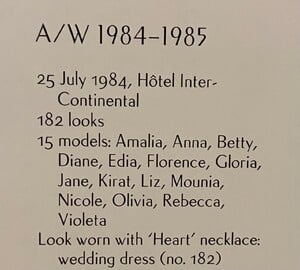 A/W 1984–1985
25 July 1984, Hôtel Inter-
Continental
182 looks
15 models: Amalia, Anna, Betty,
Diane, Edia, Florence, Gloria,
Jane, Kirat, Liz, Mounia,
Nicole, Olivia, Rebecca,
Violeta
Look worn with ‘Heart’ necklace:
wedding dress (no. 182)